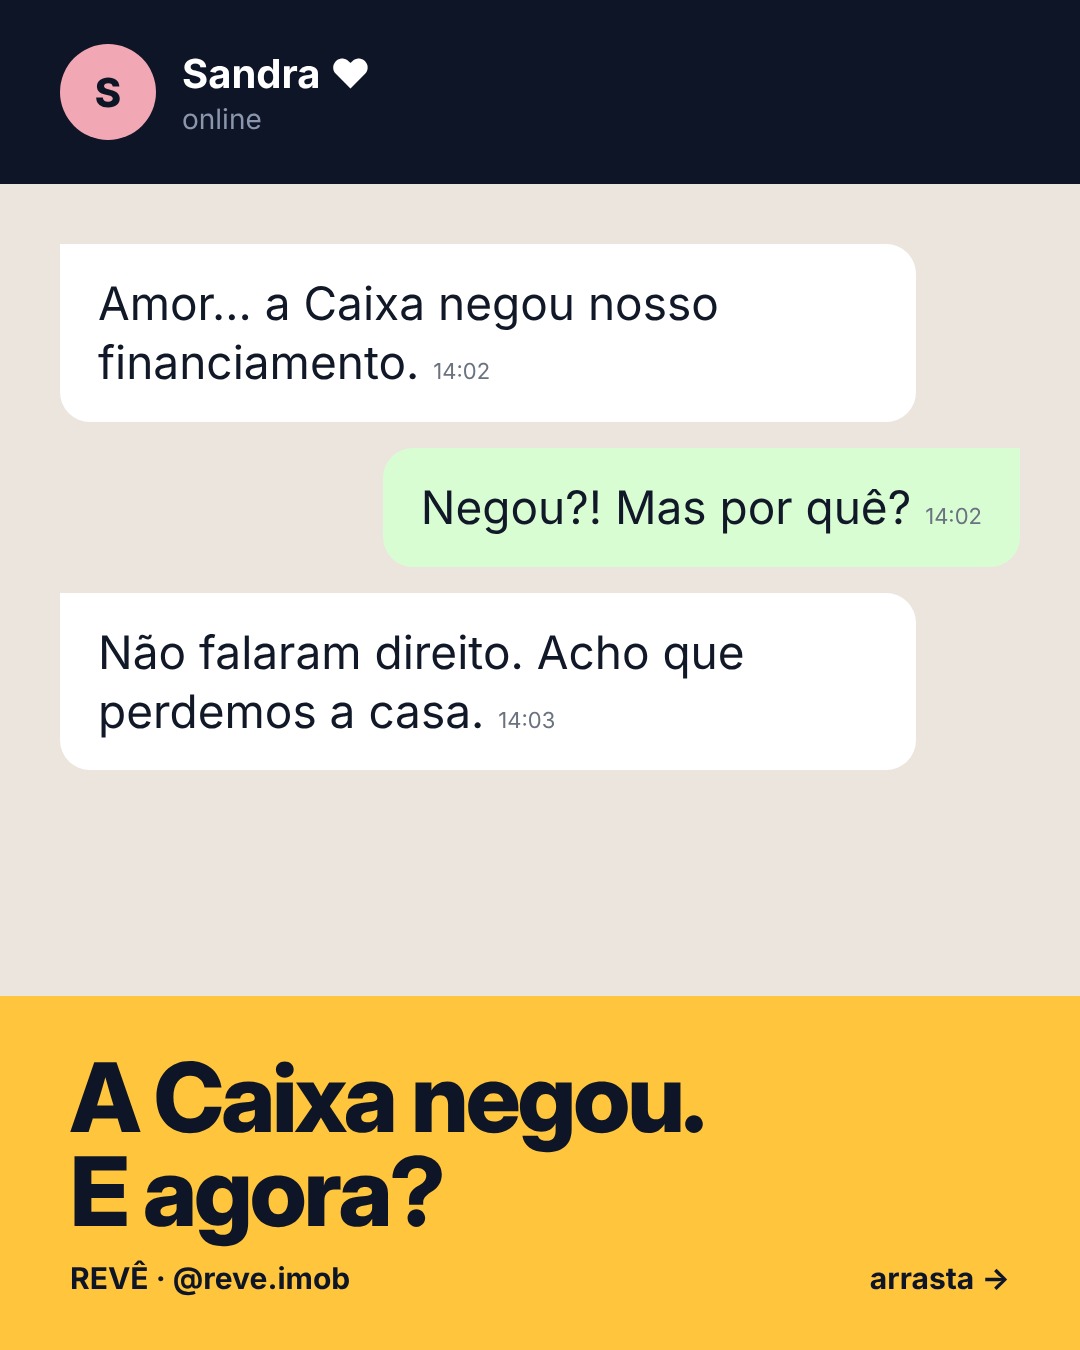 S
Sandra ♥
online
Amor... a Caixa negou nosso
financiamento. 14:02
Negou?! Mas por quê? 14:02
Não falaram direito. Acho que
perdemos a casa. 14:03
A Caixa negou.
E agora?
REVÊ · @reve.imob
arrasta →